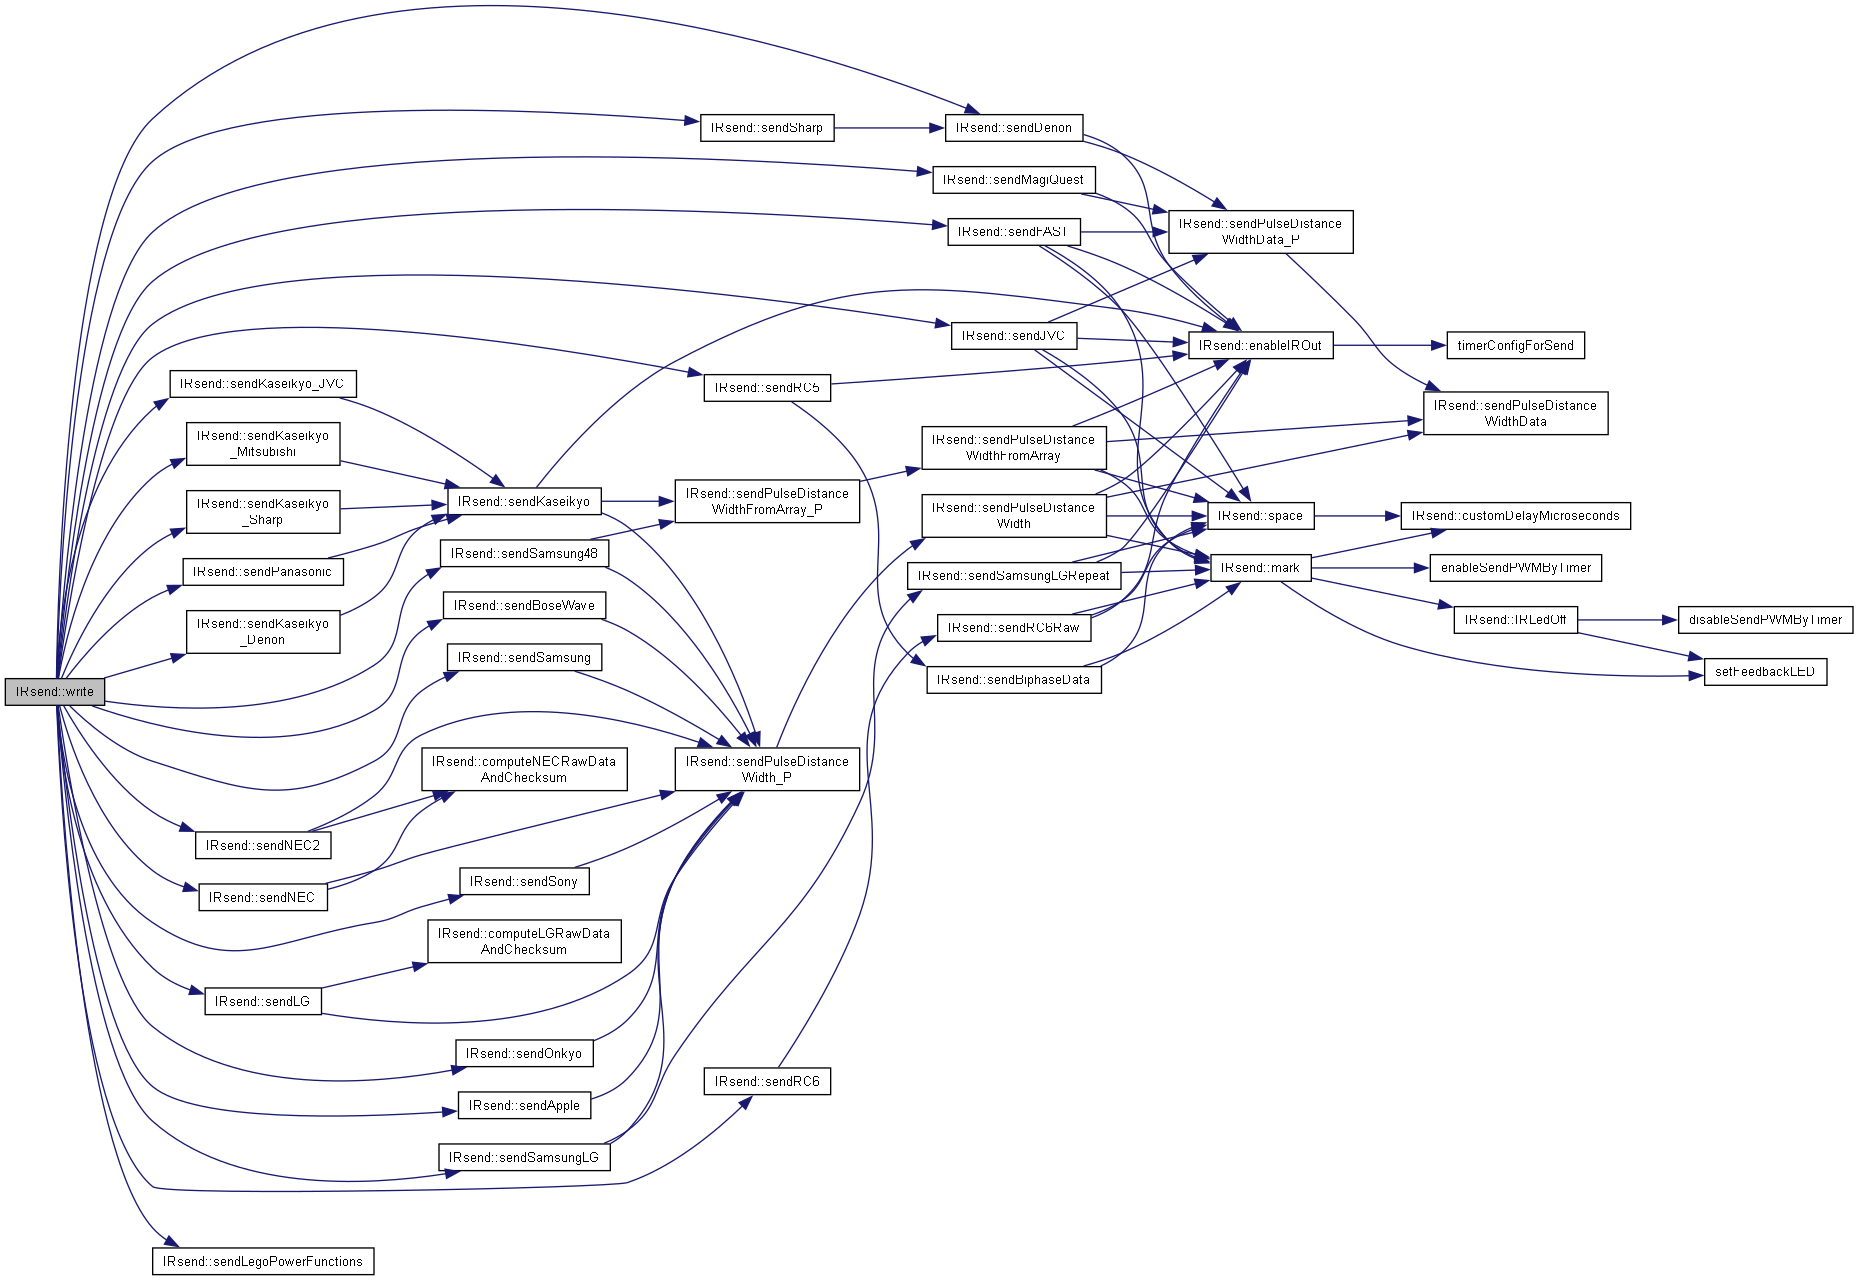 IRsend::sendSharp
IRsend::sendDenon
IRsend::sendMagiQuest
IRsend::sendFAST
IRsend::sendPulseDistance
WidthData_P
IRsend::sendJVC
IRsend::enableIROut
timerConfigForSend
IRsend::sendKaseikyo_JVC
IRsend::sendRC5
IRsend::sendPulseDistance
WidthData
IRsend::sendKaseikyo
_Mitsubishi
IRsend::sendPulseDistance
WidthFromArray
IRsend::sendKaseikyo
_Sharp
IRsend::sendKaseikyo
IRsend::sendPulseDistance
WidthFromArray_P
IRsend::sendPulseDistance
Width
IRsend::space
IRsend::customDelayMicroseconds
IRsend::sendSamsung48
IRsend::sendPanasonic
IRsend::sendSamsungLGRepeat
IRsend::mark
enableSendPWMByTimer
IRsend::sendBoseWave
IRsend::sendKaseikyo
_Denon
IRsend::sendRC6Raw
IRsend::IRLedOff
disableSendPWMByTimer
IRsend::sendSamsung
IRsend::sendBiphaseData
setFeedbackLED
IRsend::write
IRsend::computeNECRawData
AndChecksum
IRsend::sendPulseDistance
Width_P
IRsend::sendNEC2
IRsend::sendSony
IRsend::sendNEC
IRsend::computeLGRawData
AndChecksum
IRsend::sendLG
IRsend::sendOnkyo
IRsend::sendRC6
IRsend::sendApple
IRsend::sendSamsungLG
IRsend::sendLegoPowerFunctions